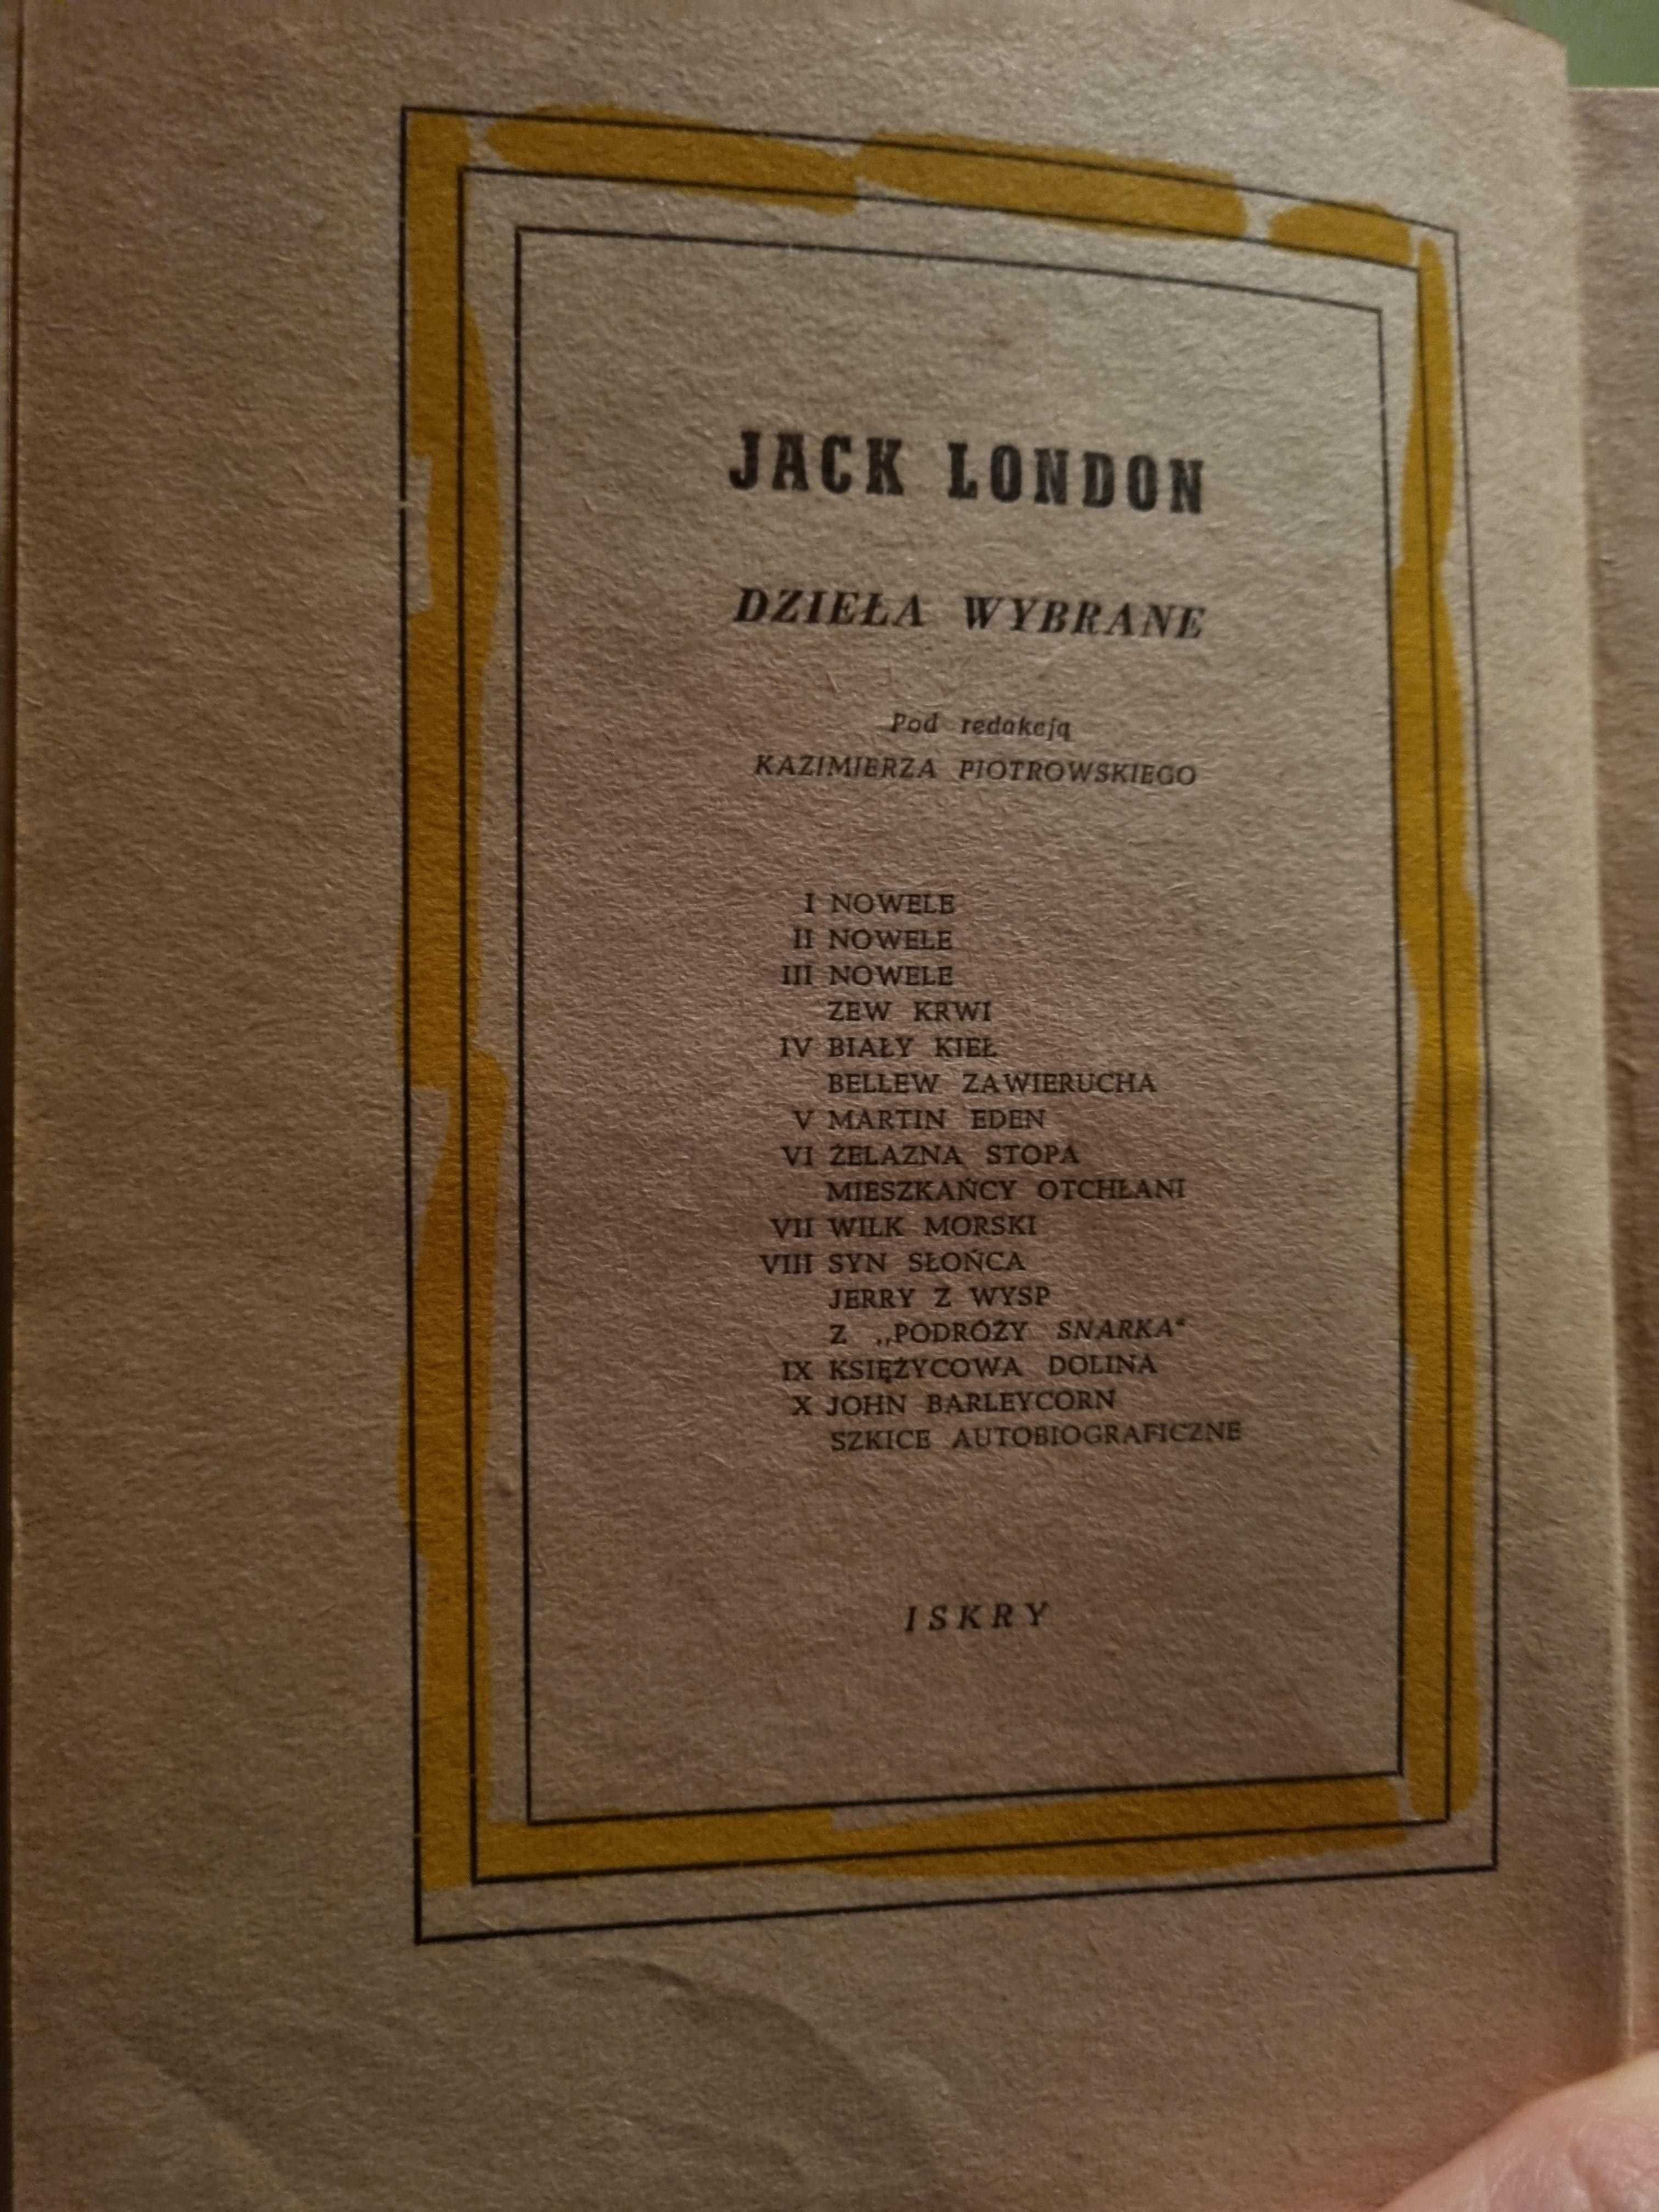 JACK LONDON
DZIEŁA WYBRANE
Pod redakcją
KAZIMIERZA PIOTROWSKIEGO
I NOWELE
II NOWELE
III NOWELE
ZEW KRWI
IV BIAŁY KIEŁ
BELLEW ZAWIERUCHA
V MARTIN EDEN
VI ŻELAZNA STOPA
MIESZKAŃCY OTCHŁANI
VII WILK MORSKI
VIII SYN SŁOŃCA
JERRY Z WYSP
Z „PODRÓŻY SNARKA"
IX KSIĘŻYCOWA DOLINA
X JOHN BARLEYCORN
SZKICE AUTOBIOGRAFICZNE
ISKRY